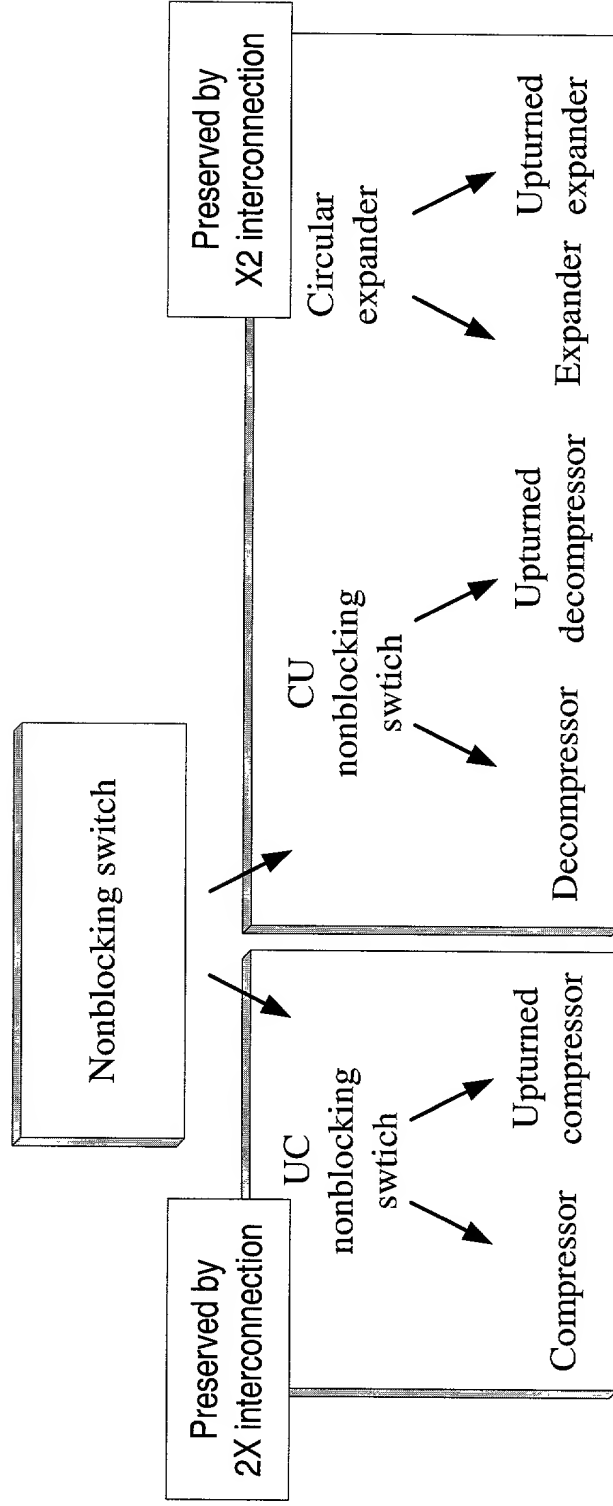 Nonblocking switch
Preserved by
2X interconnection
Preserved by
X2 interconnection
UC
nonblocking
swtich
CU
nonblocking
swtich
Circular
expander
Compressor
Upturned
compressor
Decompressor
Upturned
decompressor
Expander
Upturned
expander